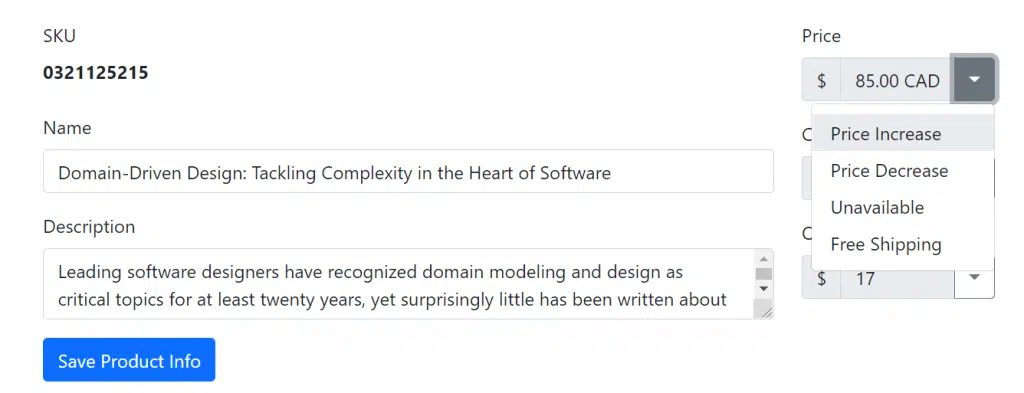 SKU
0321125215
Name
Domain-Driven Design: Tackling Complexity in the Heart of Software
Description
Leading software designers have recognized domain modeling and design as
critical topics for at least twenty years, yet surprisingly little has been written about
Save Product Info
Price
$ 85.00 CAD
Price Increase
Price Decrease
Unavailable
Free Shipping
$ 17